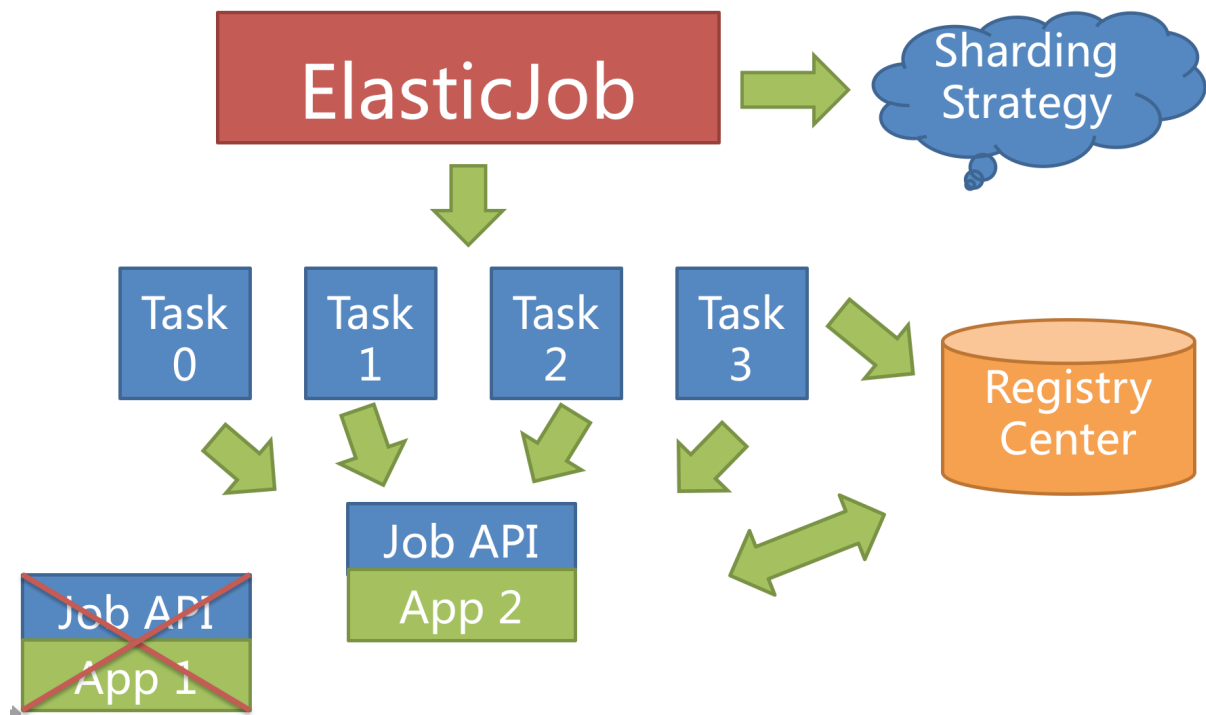 ElasticJob
Sharding
Strategy
Task
0
Task
1
Task
2
Task
3
Registry
Center
Job API
App 2
Job API
App 1